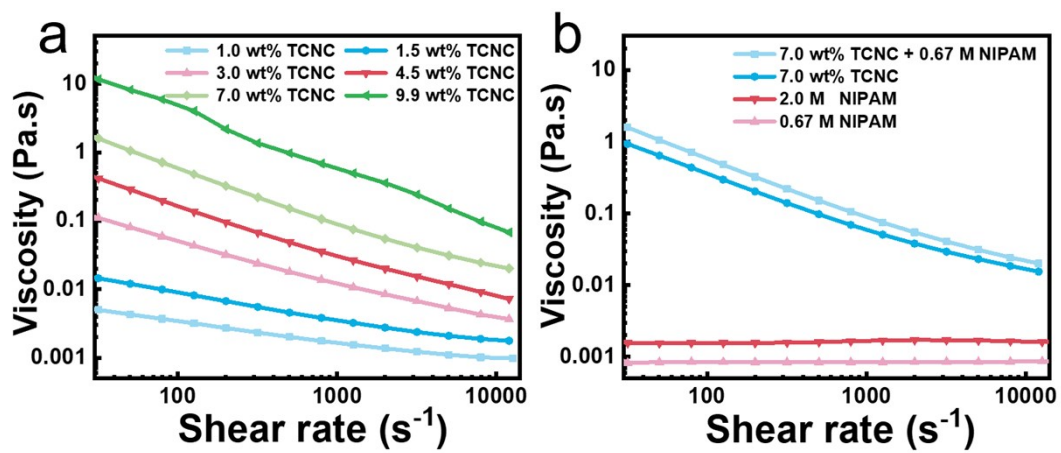 a
1.0 wt% TCNC 1.5 wt% TCNC
3.0 wt% TCNC 4.5 wt% TCNC
7.0 wt% TCNC 9.9 wt% TCNC
Viscosity (Pa.s)
10
1
0.1
0.01
0.001
100 1000 10000
Shear rate (s⁻¹)
b
7.0 wt% TCNC + 0.67 M NIPAM
7.0 wt% TCNC
2.0 M NIPAM
0.67 M NIPAM
Viscosity (Pa.s)
10
1
0.1
0.01
0.001
100 1000 10000
Shear rate (s⁻¹)